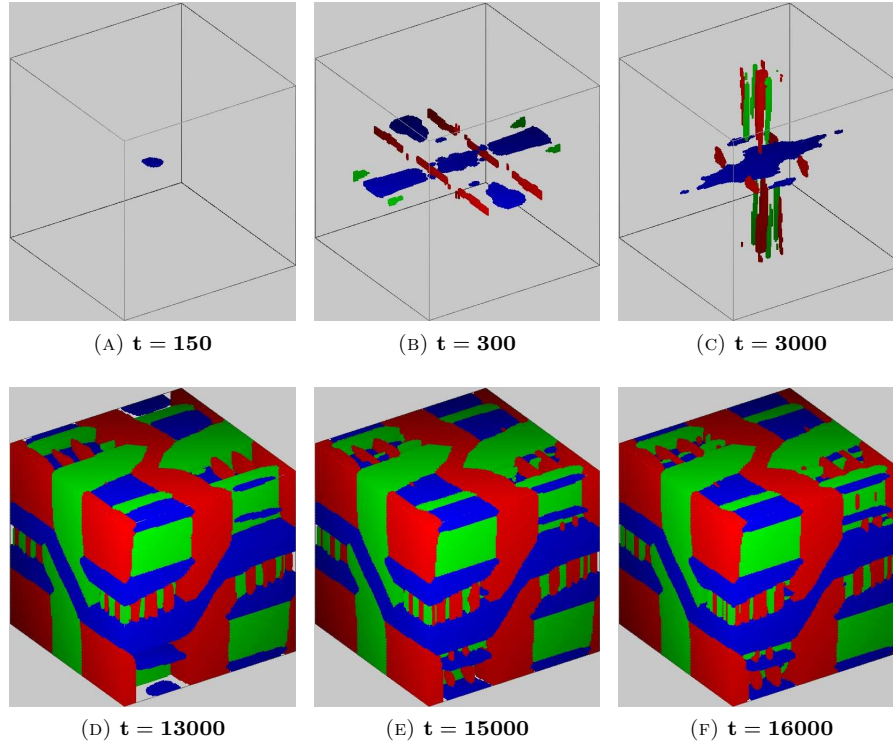 (A) t = 150
(B) t = 300
(C) t = 3000
(D) t = 13000
(E) t = 15000
(F) t = 16000